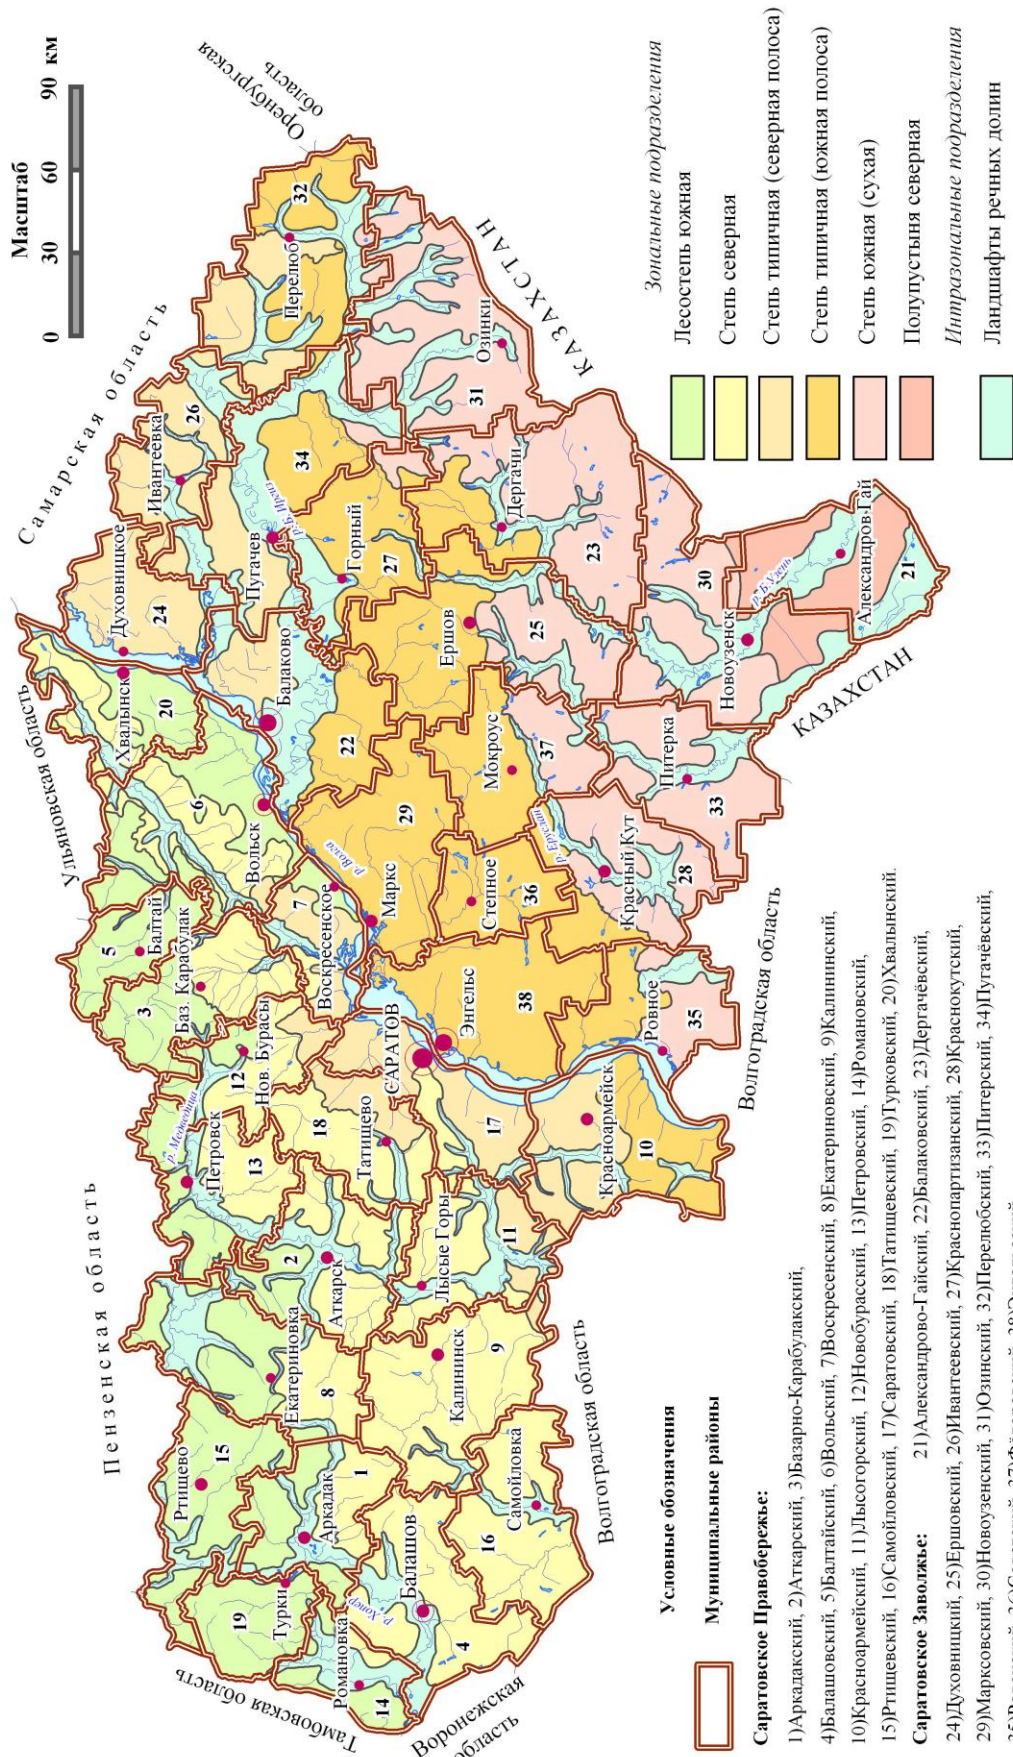 Масштаб
0 30 60 90 км
Пензенская область
Ульяновская область
Самарская область
Оренбургская
область
Тамбовская область
Воронежская
область
Волгоградская область
Волгоградская область
КАЗАХСТАН
КАЗАХСТАН
Ртищево
15
Турки
19
Романовка
14
р. Хопер
Балашов
4
Аркадак
1
Самойловка
16
Екатериновка
8
Калининск
9
Аткарск
2
Лысые Горы
11
Петровск
13
р. Медведица
Нов. Бурасы
12
Татищево
18
САРАТОВ
17
Красноармейск
10
Баз. Карабулак
3
Балтай
5
Вольск
6
Воскресенское
7
Хвалынск
20
р. Волга
Духовницкое
24
Балаково
22
Пугачев
34
р. Б. Иргиз
Ивантеевка
26
Перелюб
32
Горный
27
Маркс
29
Энгельс
38
Степное
36
Мокроус
37
Ершов
25
Дергачи
23
Озинки
31
Ровное
35
р. Еруслан
Красный Кут
28
Питерка
33
Новоузенск
30
р. Б. Узень
Александров Гай
21
Условные обозначения
Муниципальные районы
Саратовское Правобережье:
1)Аркадакский, 2)Аткарский, 3)Базарно-Карабулакский,
4)Балашовский, 5)Балтайский, 6)Вольский, 7)Воскресенский, 8)Екатериновский, 9)Калининский,
10)Красноармейский, 11)Лысогорский, 12)Новобурасский, 13)Петровский, 14)Романовский,
15)Ртищевский, 16)Самойловский, 17)Саратовский, 18)Татищевский, 19)Турковский, 20)Хвалынский.
Саратовское Заволжье: 21)Александрово-Гайский, 22)Балаковский, 23)Дергачёвский,
24)Духовницкий, 25)Ершовский, 26)Ивантеевский, 27)Краснопартизанский, 28)Краснокутский,
29)Марксовский, 30)Новоузенский, 31)Озинский, 32)Перелюбский, 33)Питерский, 34)Пугачёвский,
Зональные подразделения
Лесостепь южная
Степь северная
Степь типичная (северная полоса)
Степь типичная (южная полоса)
Степь южная (сухая)
Полупустыня северная
Интразональные подразделения
Ландшафты речных долин